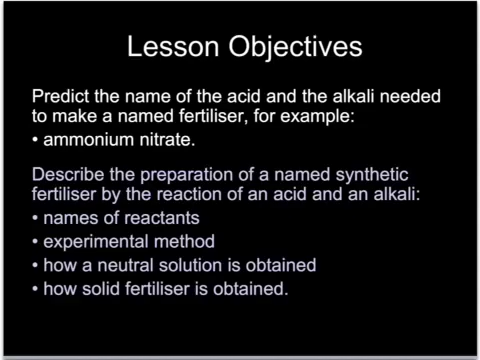 Lesson Objectives
Predict the name of the acid and the alkali needed
to make a named fertiliser, for example:
• ammonium nitrate.
Describe the preparation of a named synthetic
fertiliser by the reaction of an acid and an alkali:
• names of reactants
• experimental method
• how a neutral solution is obtained
• how solid fertiliser is obtained.